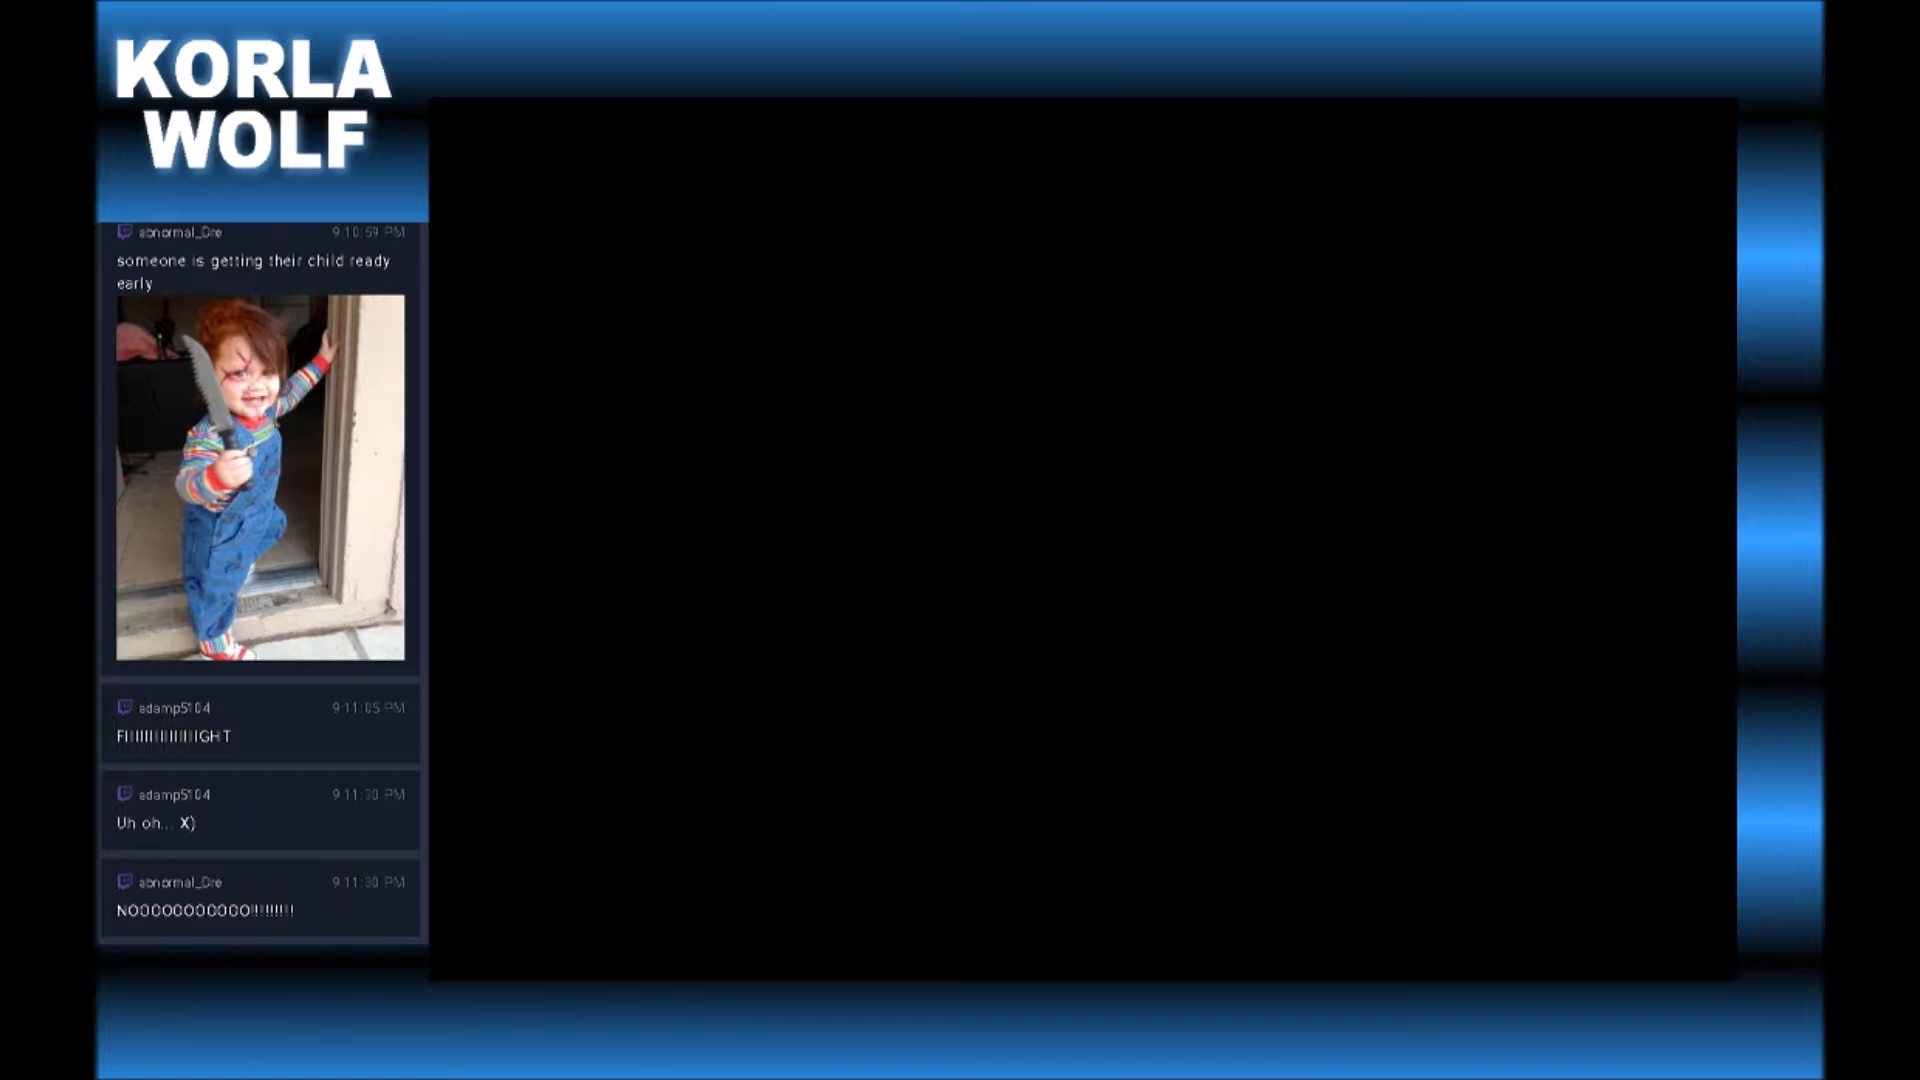 KORLA
WOLF
abnormal_Dre 9:10:59 PM
someone is getting their child ready
early
adamp5104 9:11:05 PM
FIIIIIIIIIIIIIIIIGHT
adamp5104 9:11:30 PM
Uh oh... X)
abnormal_Dre 9:11:30 PM
NOOOOOOOOOOO!!!!!!!!!